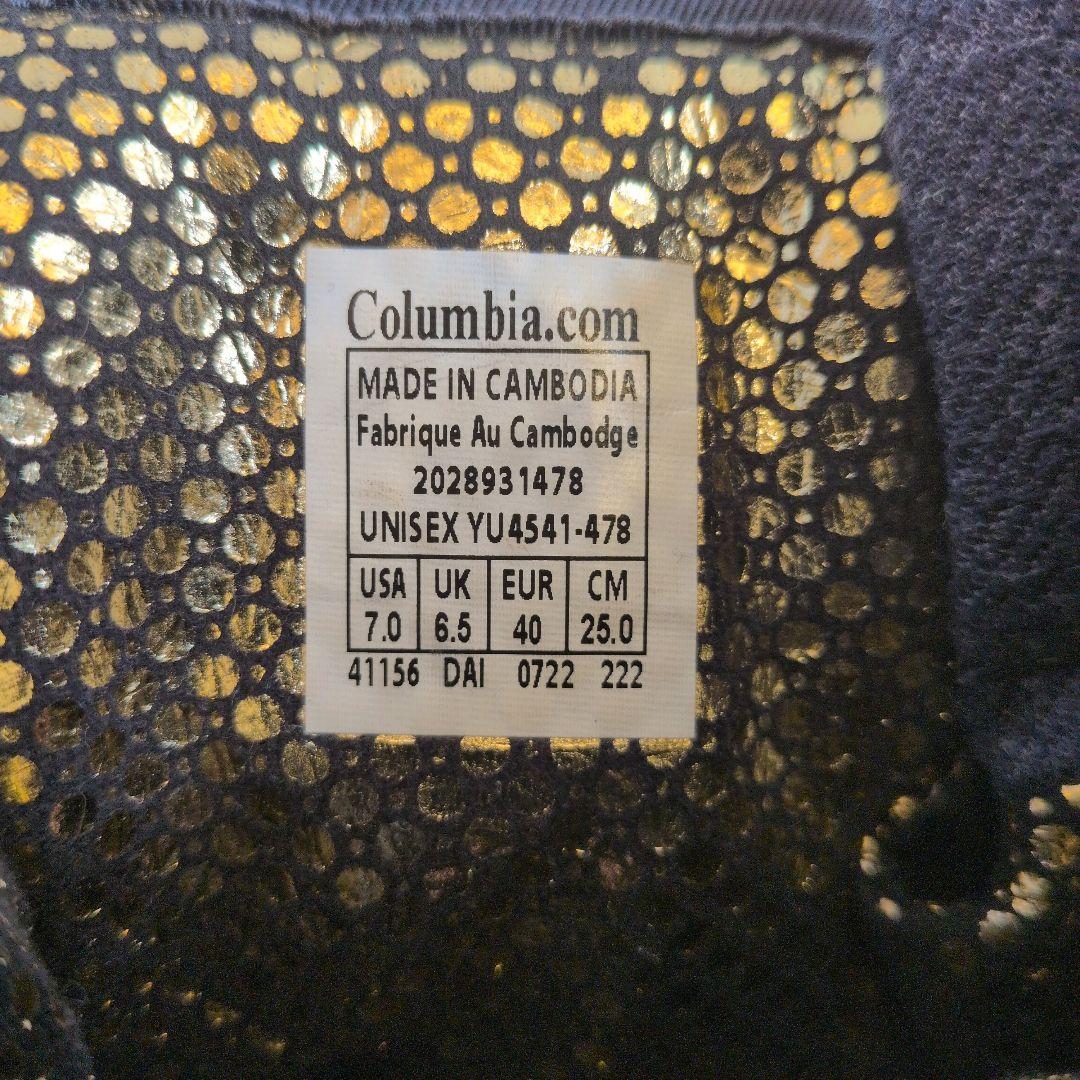 Columbia.com
MADE IN CAMBODIA
Fabrique Au Cambodge
2028931478
UNISEX YU4541-478
USA UK EUR CM
7.0 6.5 40 25.0
41156 DAI 0722 222